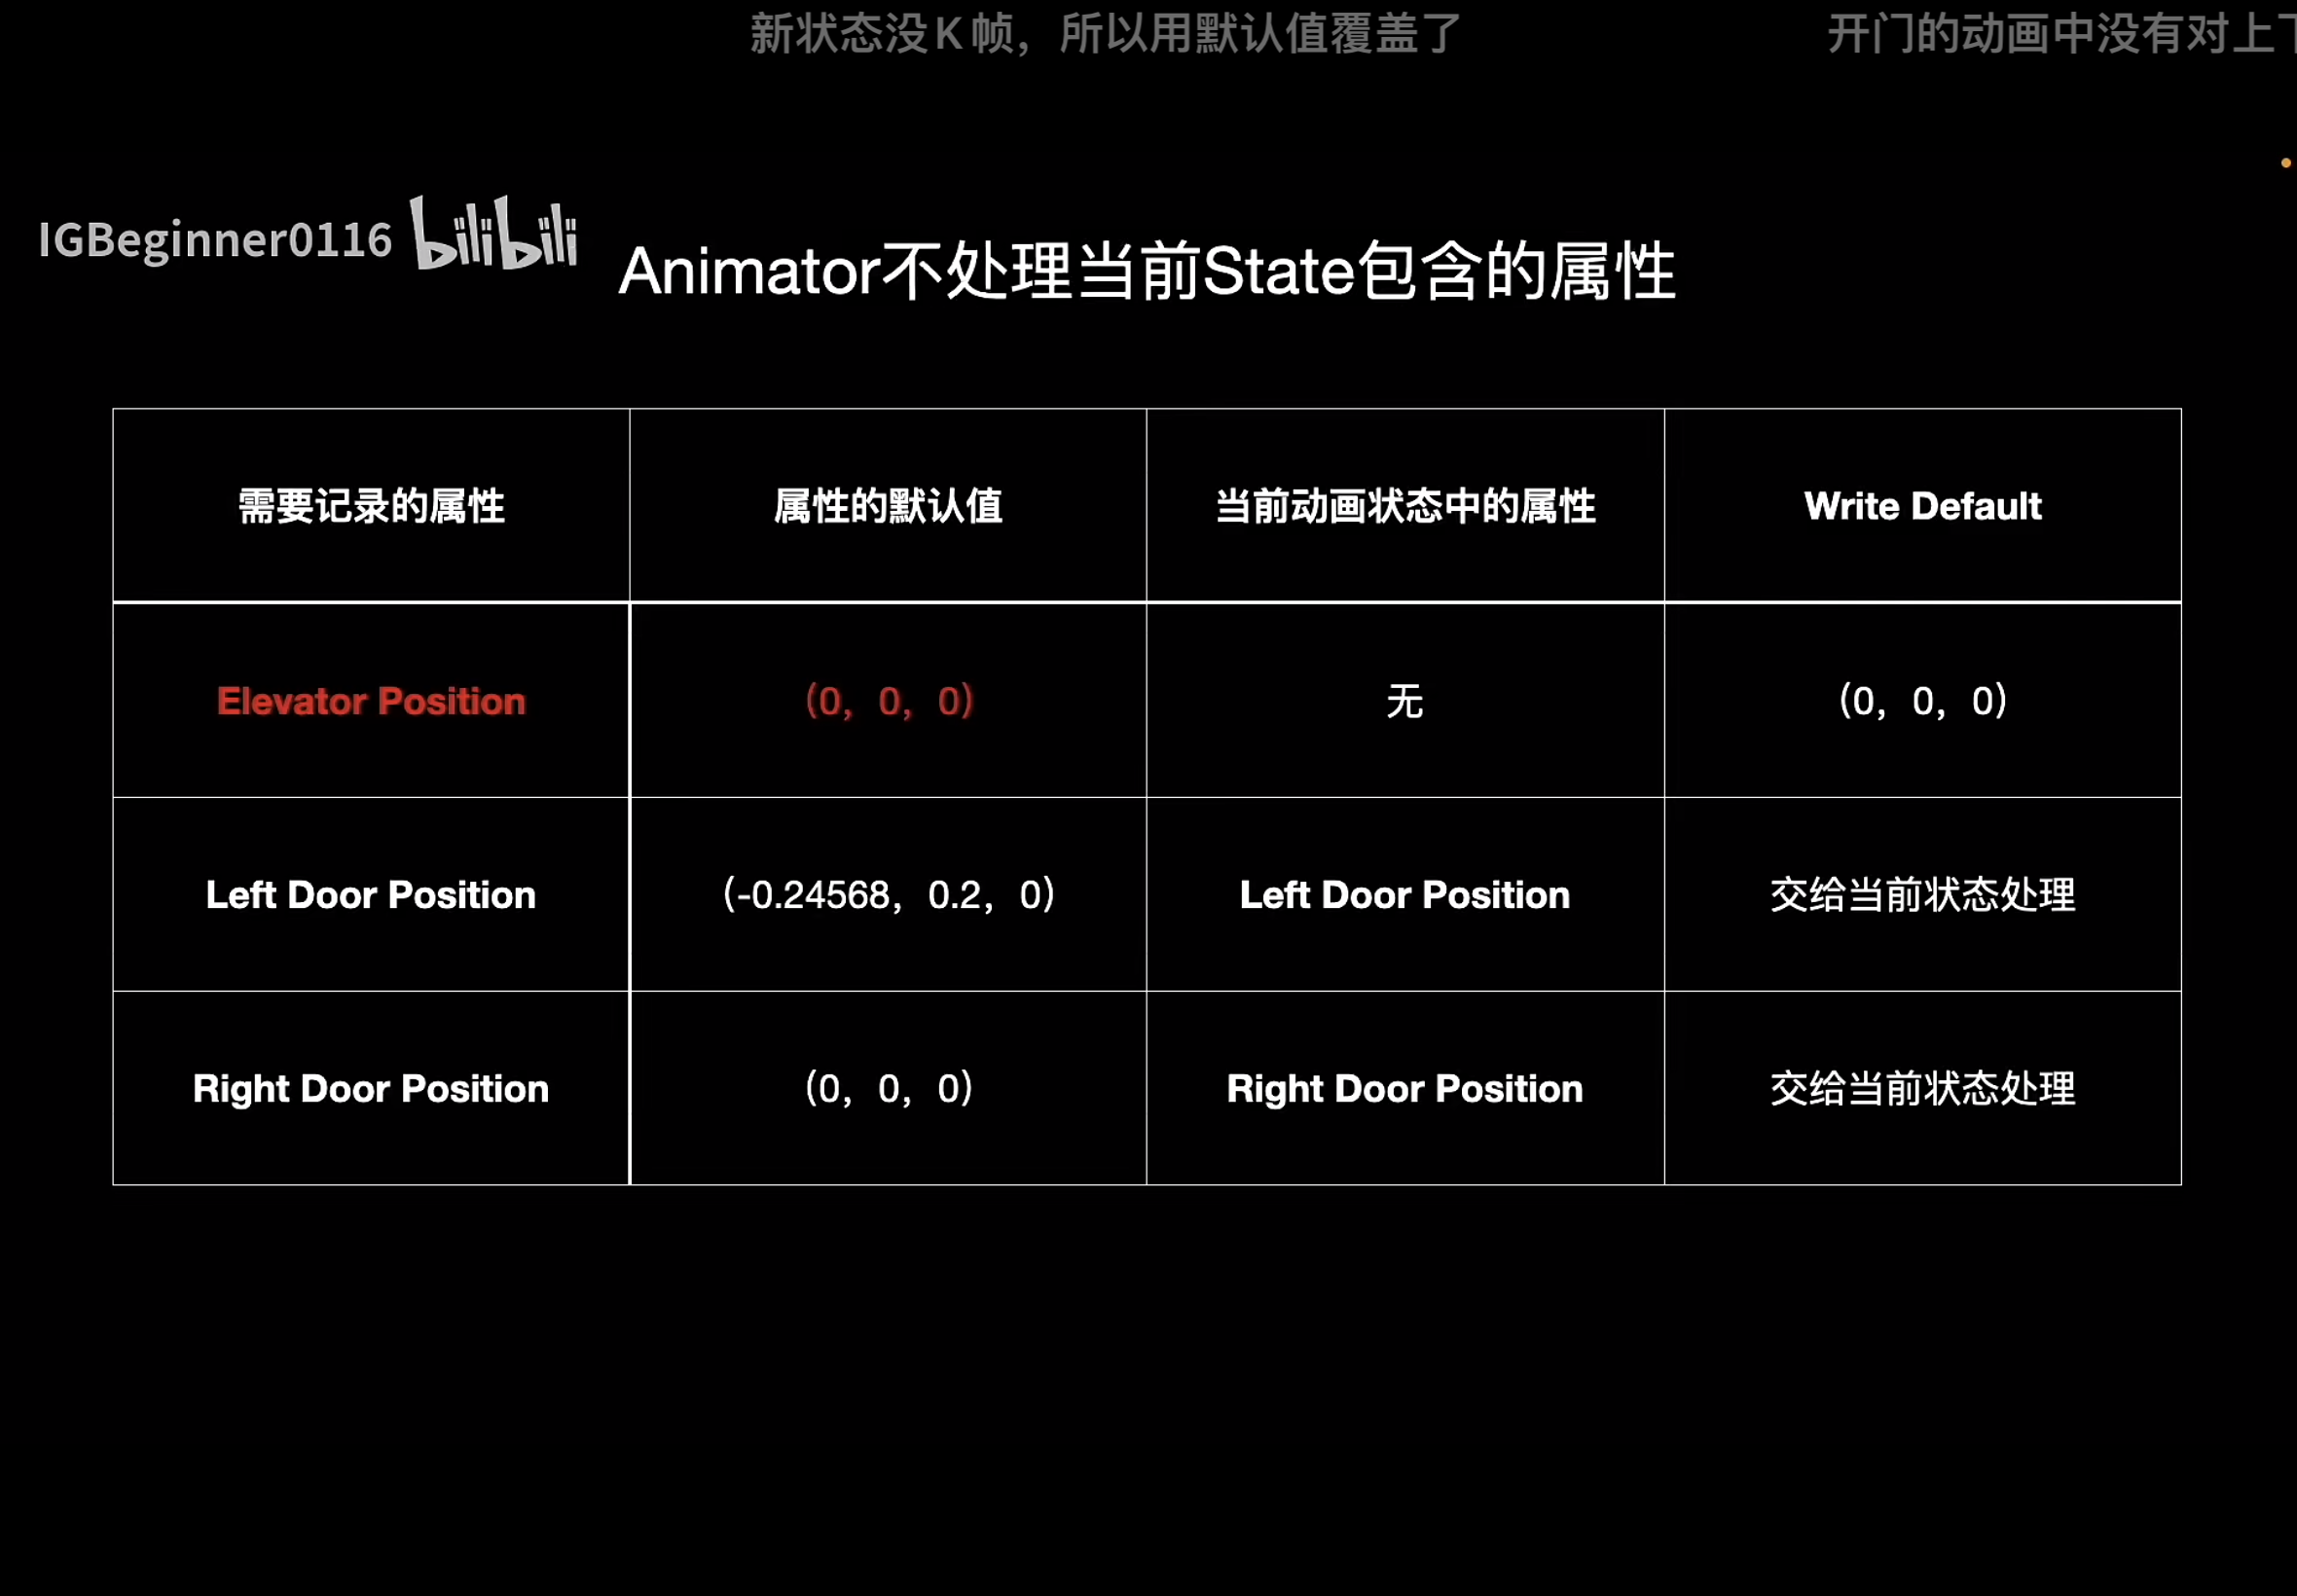 新状态没K帧，所以用默认值覆盖了
开门的动画中没有对上
IGBeginner0116 bilibili
Animator不处理当前State包含的属性
需要记录的属性 属性的默认值 当前动画状态中的属性 Write Default
Elevator Position （0，0，0） 无 （0，0，0）
Left Door Position （-0.24568，0.2，0） Left Door Position 交给当前状态处理
Right Door Position （0，0，0） Right Door Position 交给当前状态处理